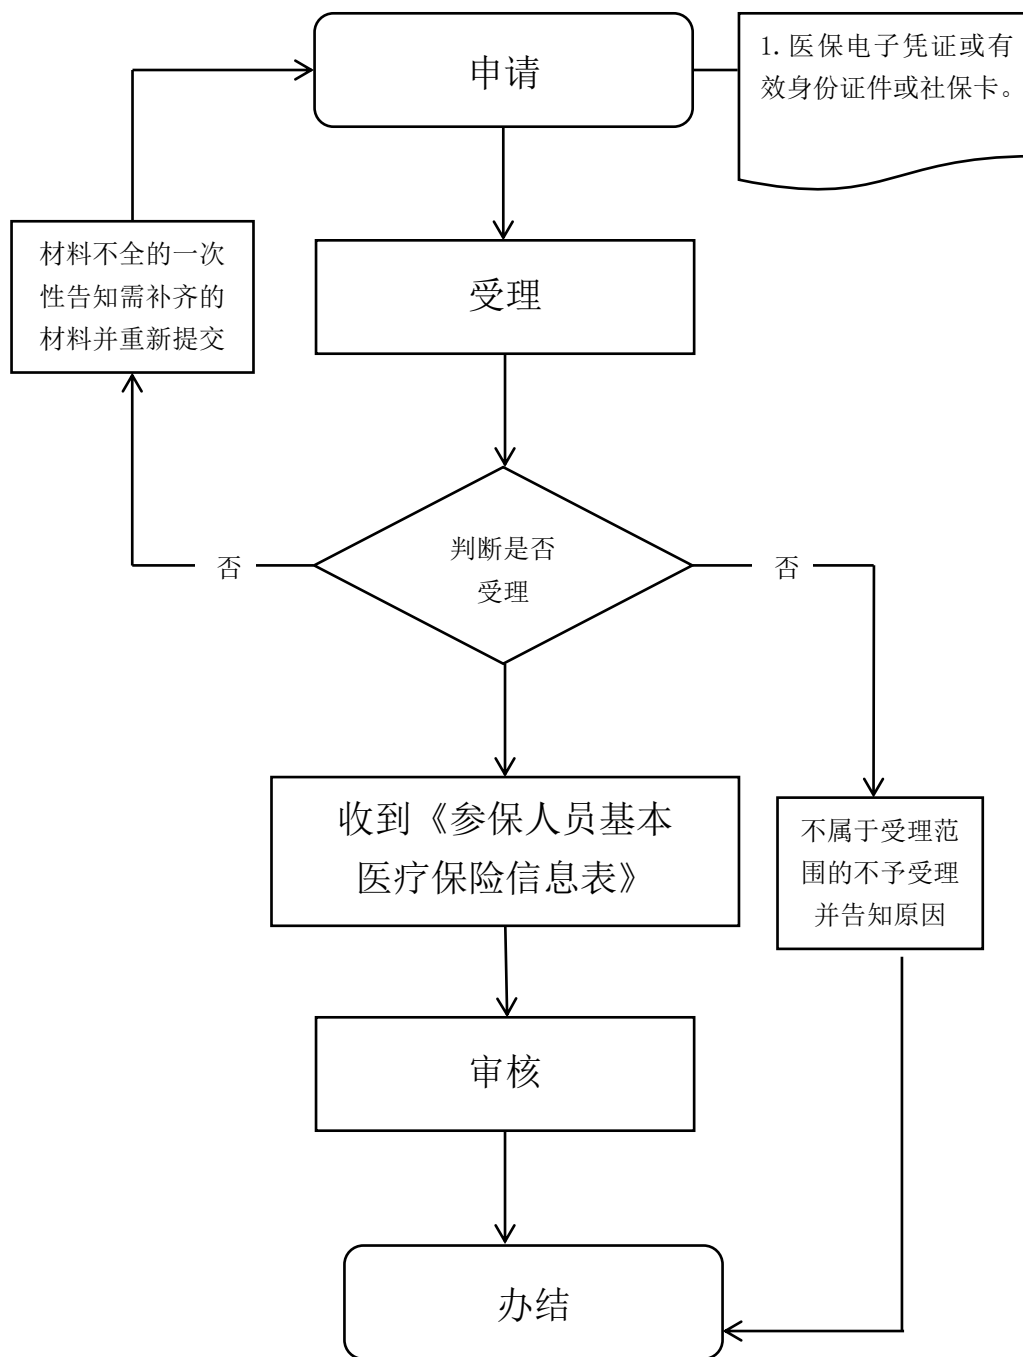 申请
1. 医保电子凭证或有
效身份证件或社保卡。
材料不全的一次
性告知需补齐的
材料并重新提交
受理
判断是否
受理
否
否
收到《参保人员基本
医疗保险信息表》
不属于受理范
围的不予受理
并告知原因
审核
办结